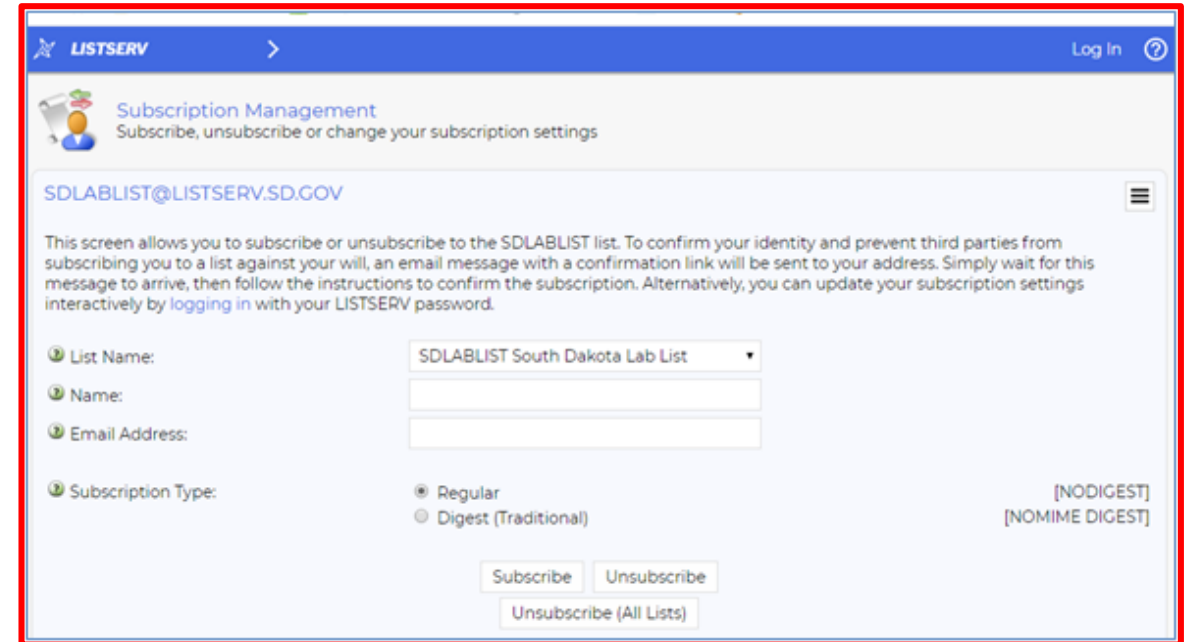 LISTSERV
Log In
Subscription Management
Subscribe, unsubscribe or change your subscription settings
SDLABLIST@LISTSERV.SD.GOV
This screen allows you to subscribe or unsubscribe to the SDLABLIST list. To confirm your identity and prevent third parties from
subscribing you to a list against your will, an email message with a confirmation link will be sent to your address. Simply wait for this
message to arrive, then follow the instructions to confirm the subscription. Alternatively, you can update your subscription settings
interactively by logging in with your LISTSERV password.
List Name: SDLABLIST South Dakota Lab List
Name:
Email Address:
Subscription Type: Regular [NODIGEST]
Digest (Traditional) [NOMIME DIGEST]
Subscribe Unsubscribe
Unsubscribe (All Lists)